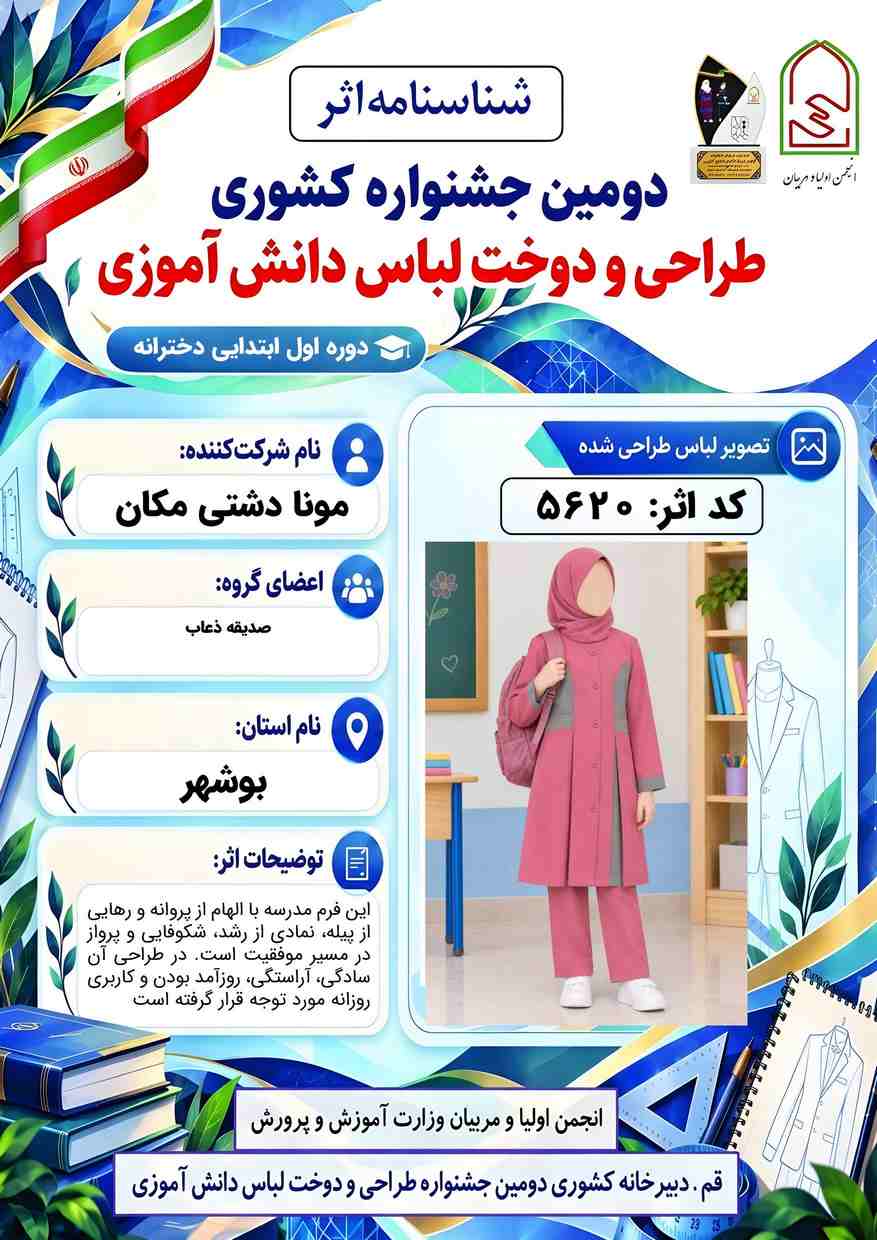 شناسنامه اثر
انجمن اولیا و مربیان
دومین جشنواره کشوری
طراحی و دوخت لباس دانش آموزی
دوره اول ابتدایی دخترانه
تصویر لباس طراحی شده
کد اثر: ۵۶۲۰
نام شرکت‌کننده:
مونا دشتی مکان
اعضای گروه:
صدیقه ذعاب
نام استان:
بوشهر
توضیحات اثر:
این فرم مدرسه با الهام از پروانه و رهایی
از پیله، نمادی از رشد، شکوفایی و پرواز
در مسیر موفقیت است. در طراحی آن
سادگی، آراستگی، روزآمد بودن و کاربری
روزانه مورد توجه قرار گرفته است
انجمن اولیا و مربیان وزارت آموزش و پرورش
قم . دبیرخانه کشوری دومین جشنواره طراحی و دوخت لباس دانش آموزی